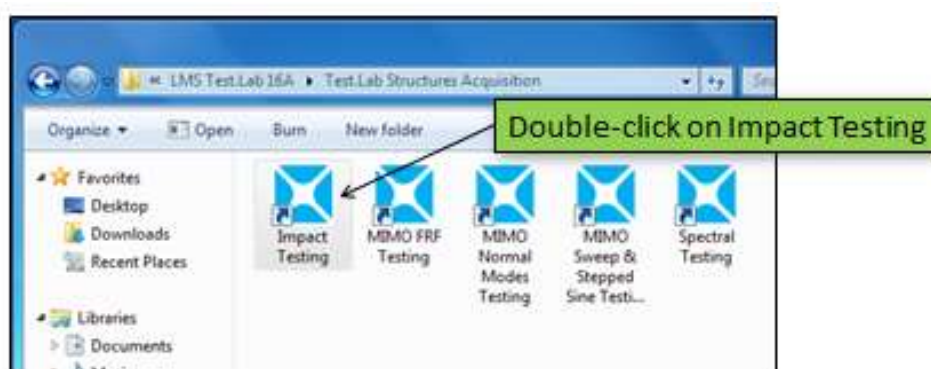 « LMS Test.Lab 16A ▸ Test.Lab Structures Acquisition
Organize
Open
Burn
New folder
Double-click on Impact Testing
Favorites
Desktop
Downloads
Recent Places
Libraries
Documents
Impact
Testing
MIMO FRF
Testing
MIMO
Normal
Modes
Testing
MIMO
Sweep &
Stepped
Sine Testi...
Spectral
Testing